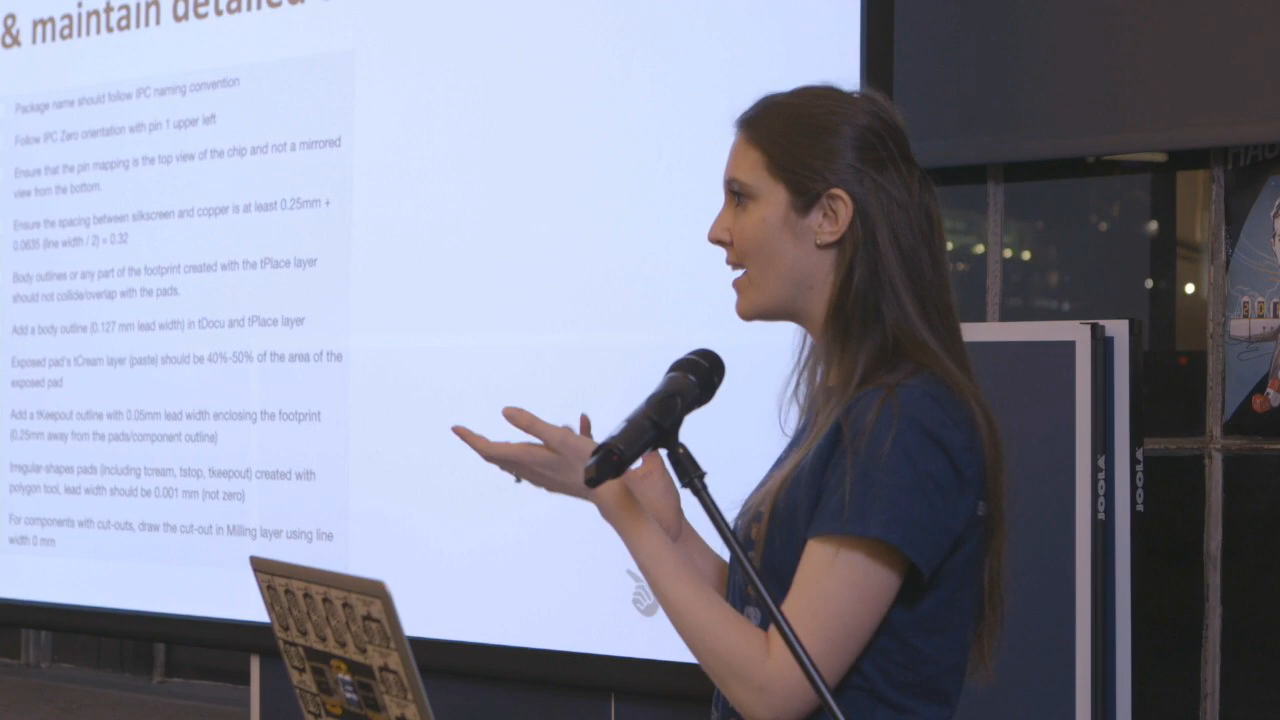 & maintain detailed
Package name should follow IPC naming convention
Follow IPC Zero orientation with pin 1 upper left
Ensure that the pin mapping is the top view of the chip and not a mirrored
view from the bottom.
Ensure the spacing between silkscreen and copper is at least 0.25mm +
0.0635 (line width / 2) = 0.32
Body outlines or any part of the footprint created with the tPlace layer
should not collide/overlap with the pads.
Add a body outline (0.127 mm lead width) in tDocu and tPlace layer
Exposed pad's tCream layer (paste) should be 40%-50% of the area of the
exposed pad
Add a tKeepout outline with 0.05mm lead width enclosing the footprint
(0.25mm away from the pads/component outline)
Irregular-shapes pads (including tcream, tstop, tkeepout) created with
polygon tool, lead width should be 0.001 mm (not zero)
For components with cut-outs, draw the cut-out in Milling layer using line
width 0 mm
JOOLA
JOOLA